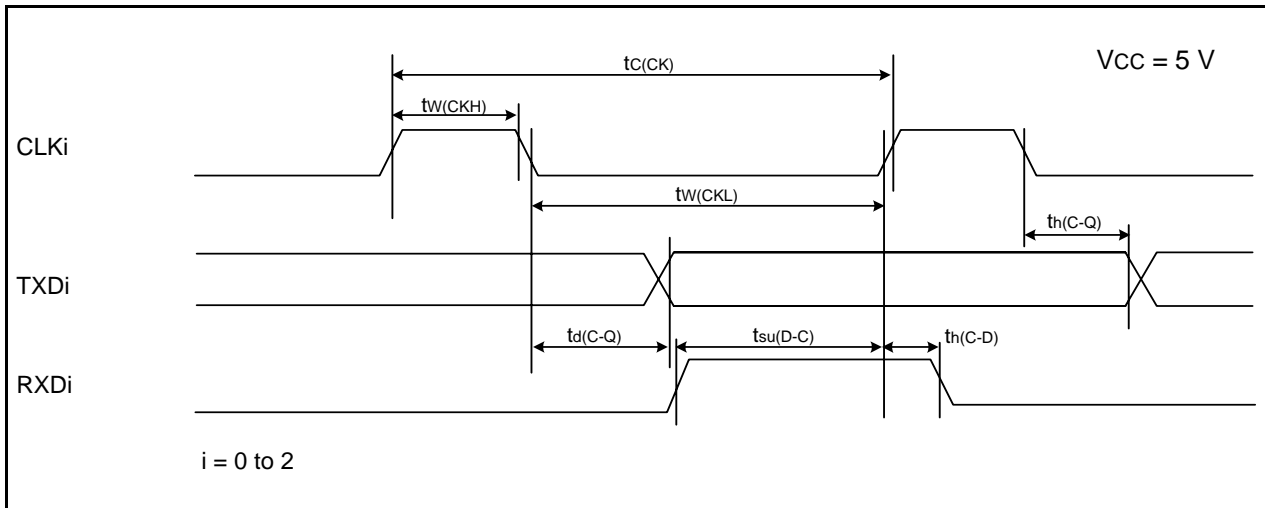 tC(CK)
VCC = 5 V
tW(CKH)
CLKi
tW(CKL)
th(C-Q)
TXDi
td(C-Q)
tsu(D-C)
th(C-D)
RXDi
i = 0 to 2